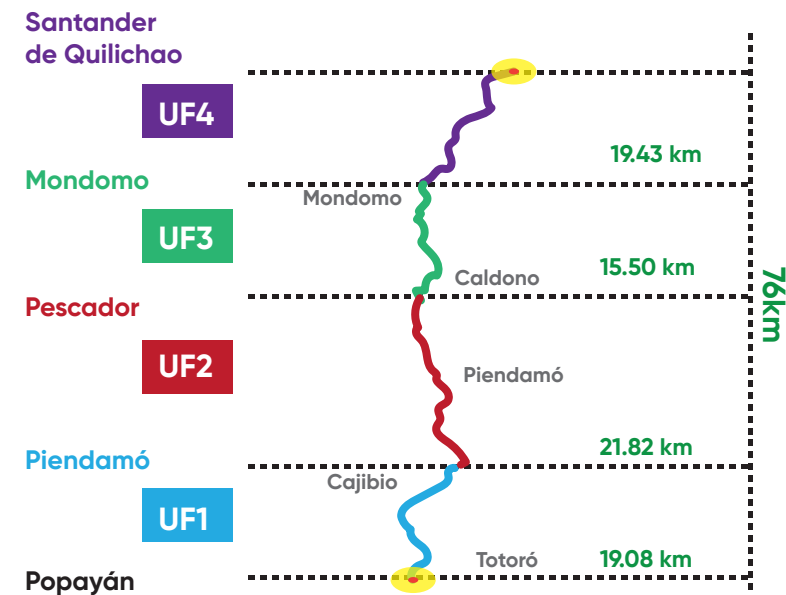 Santander
de Quilichao
UF4
19.43 km
Mondomo
Mondomo
UF3
Caldono
15.50 km
76km
Pescador
UF2
Piendamó
21.82 km
Piendamó
Cajibio
UF1
Totoró
19.08 km
Popayán